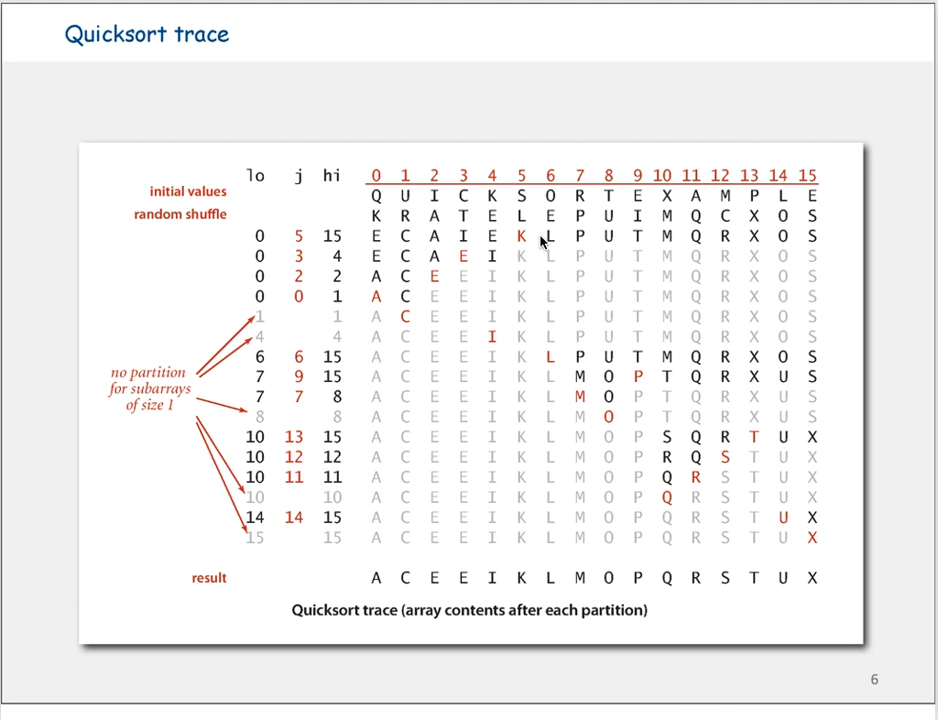 Quicksort trace
lo j hi 0 1 2 3 4 5 6 7 8 9 10 11 12 13 14 15
initial values Q U I C K S O R T E X A M P L E
random shuffle K R A T E L E P U I M Q C X O S
0 5 15 E C A I E K L P U T M Q R X O S
0 3 4 E C A E I K L P U T M Q R X O S
0 2 2 A C E E I K L P U T M Q R X O S
0 0 1 A C E E I K L P U T M Q R X O S
1 1 A C E E I K L P U T M Q R X O S
4 4 A C E E I K L P U T M Q R X O S
6 6 15 A C E E I K L P U T M Q R X O S
no partition
for subarrays
of size 1
7 9 15 A C E E I K L M O P T Q R X U S
7 7 8 A C E E I K L M O P T Q R X U S
8 8 A C E E I K L M O P T Q R X U S
10 13 15 A C E E I K L M O P S Q R T U X
10 12 12 A C E E I K L M O P R Q S T U X
10 11 11 A C E E I K L M O P Q R S T U X
10 10 A C E E I K L M O P Q R S T U X
14 14 15 A C E E I K L M O P Q R S T U X
15 15 A C E E I K L M O P Q R S T U X
result A C E E I K L M O P Q R S T U X
Quicksort trace (array contents after each partition)
6